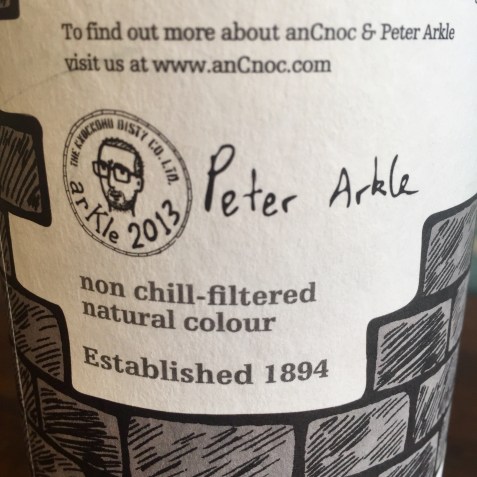 To find out more about anCnoc & Peter Arkle
visit us at www.anCnoc.com
THE KNOCKDHU DISTY CO. LTD.
arKle 2013
Peter Arkle
non chill-filtered
natural colour
Established 1894